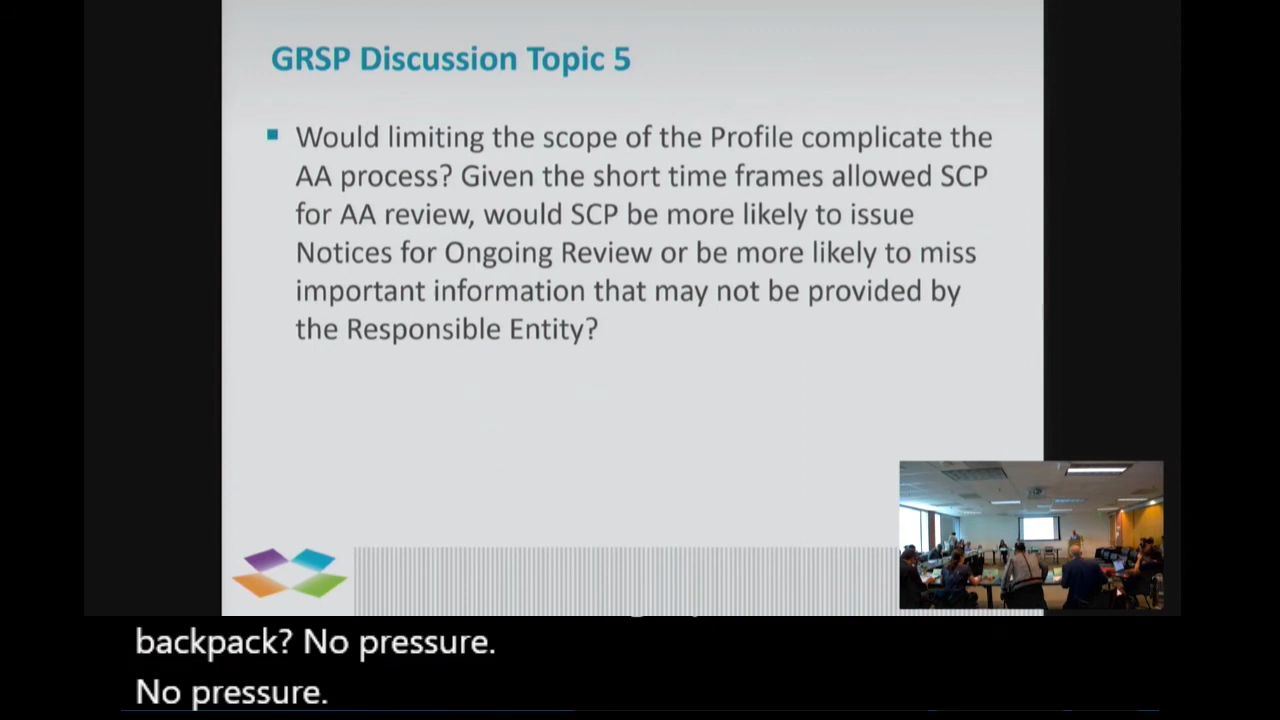 GRSP Discussion Topic 5
Would limiting the scope of the Profile complicate the
AA process? Given the short time frames allowed SCP
for AA review, would SCP be more likely to issue
Notices for Ongoing Review or be more likely to miss
important information that may not be provided by
the Responsible Entity?
backpack? No pressure.
No pressure.